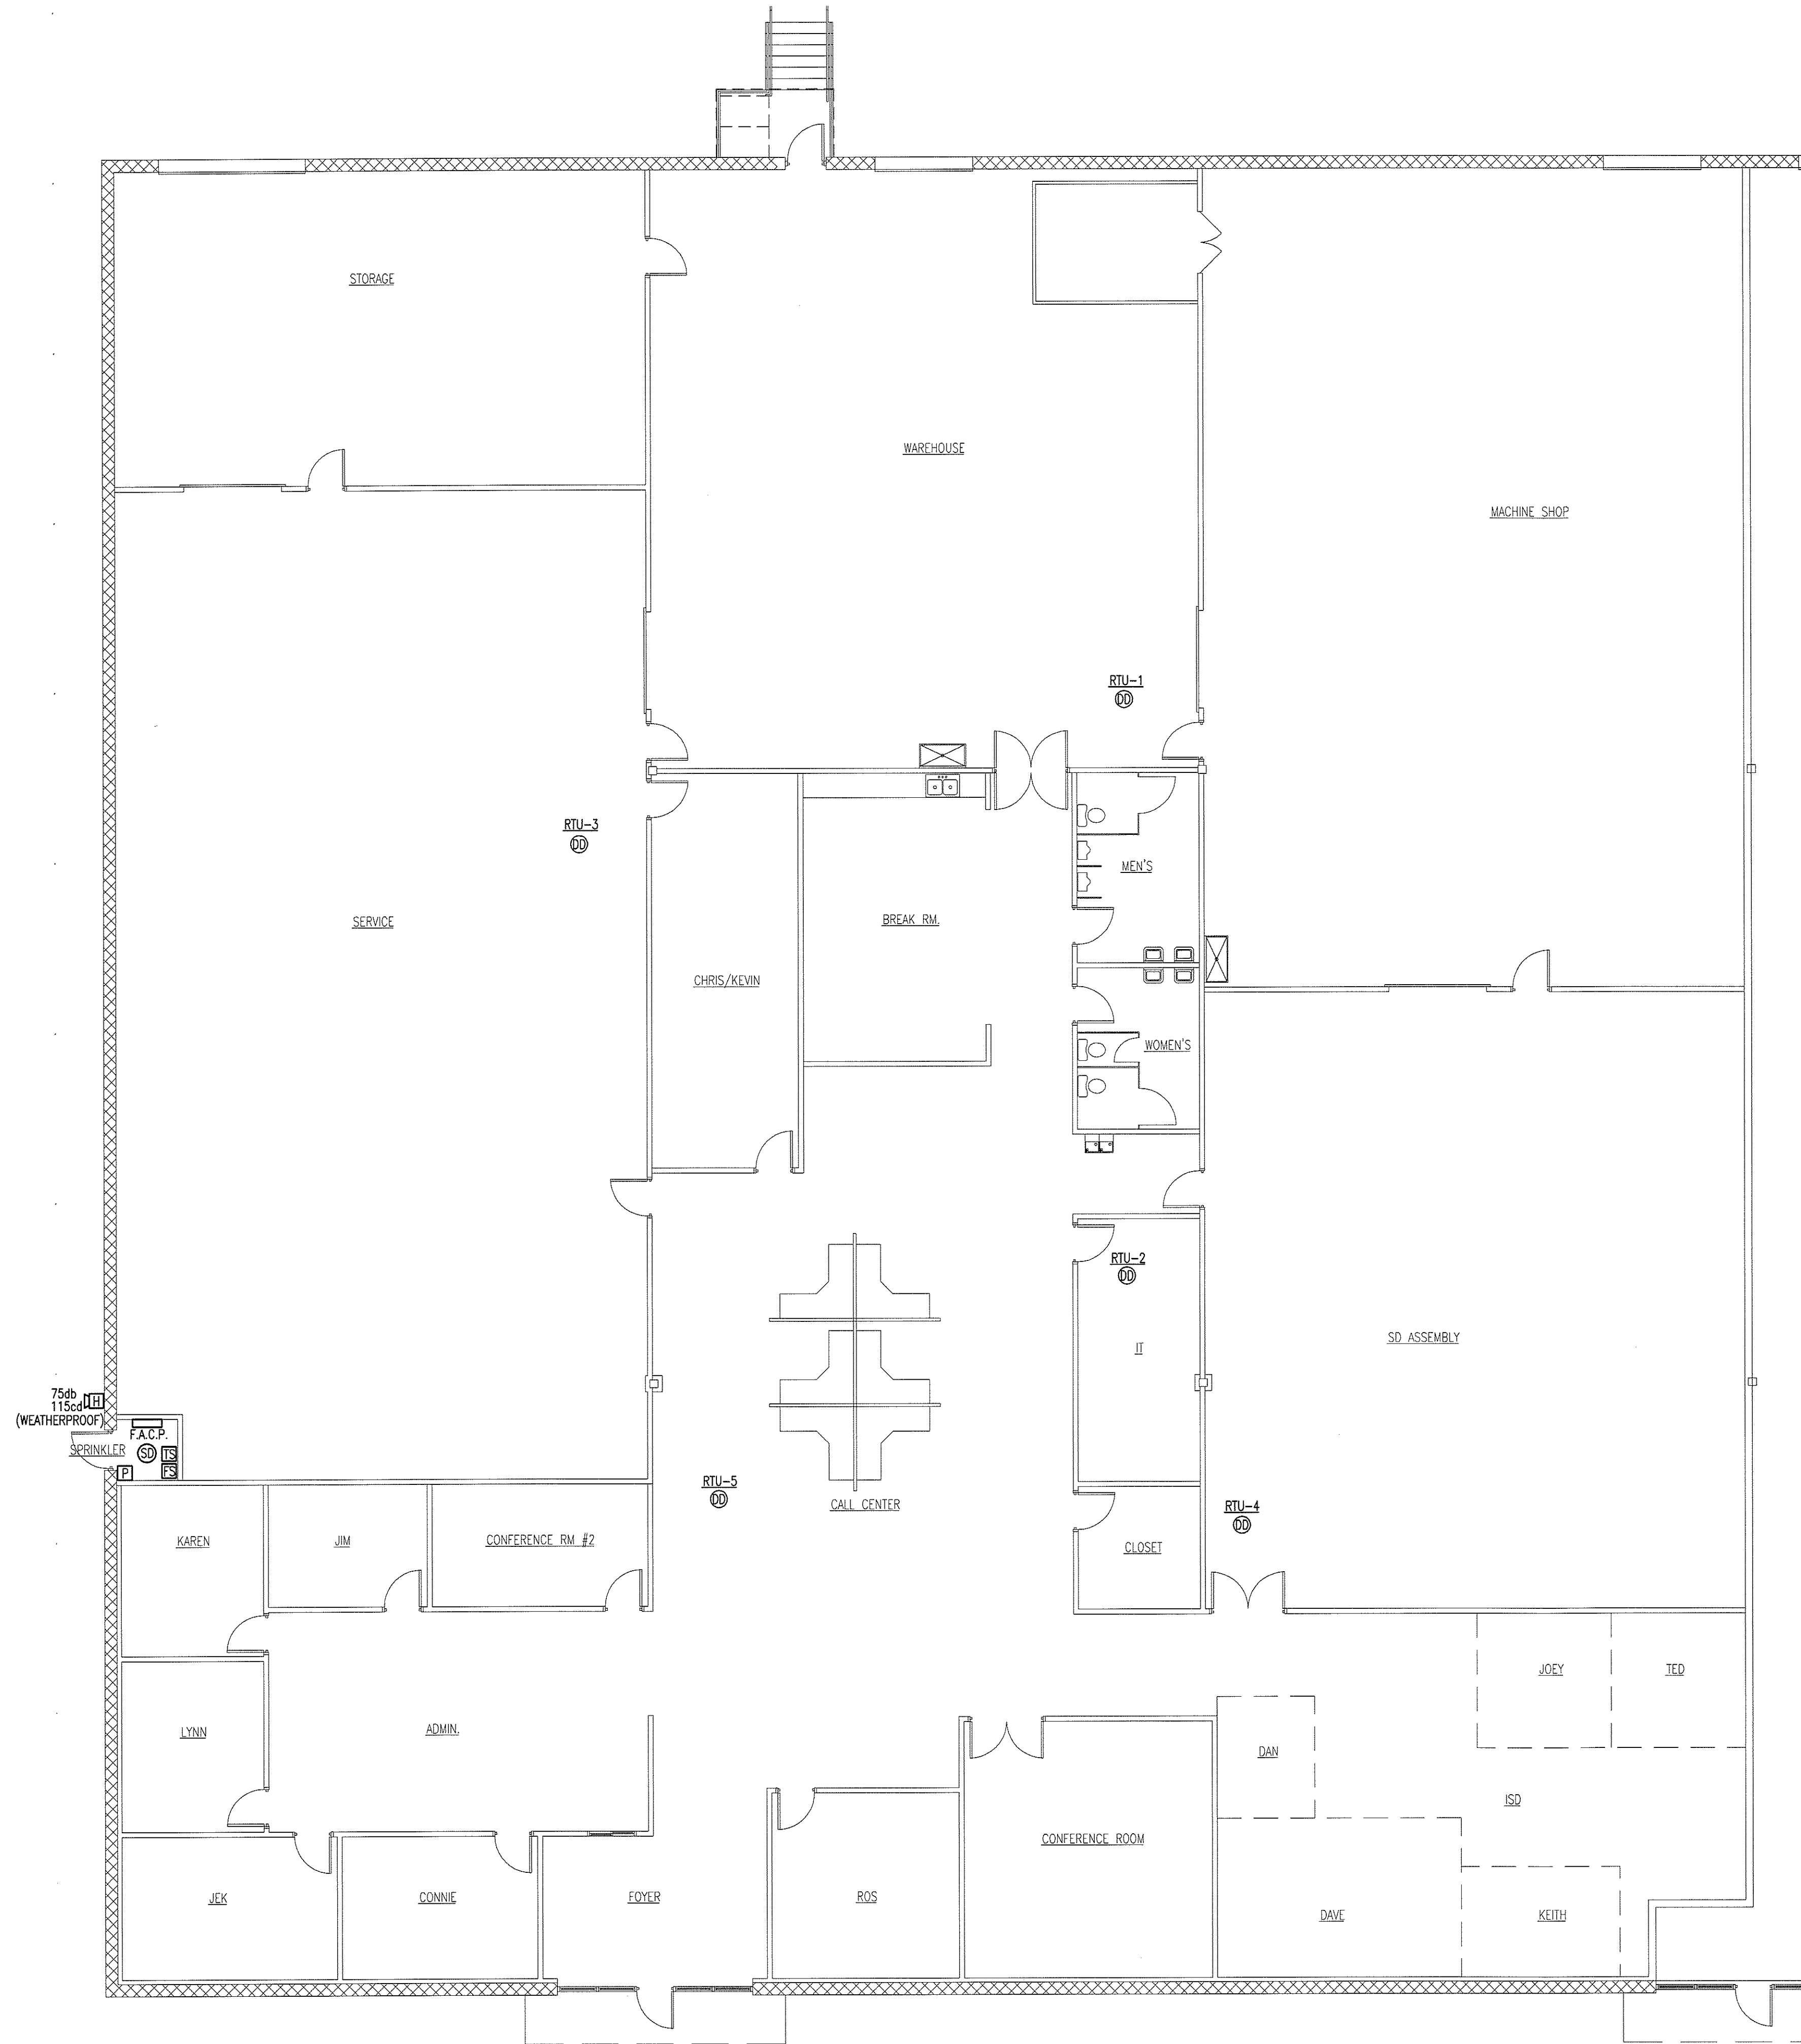 STORAGE
WAREHOUSE
MACHINE SHOP
RTU-1
DD
RTU-3
DD
MEN'S
SERVICE
BREAK RM.
CHRIS/KEVIN
WOMEN'S
RTU-2
DD
SD ASSEMBLY
IT
75db
115cd
H
(WEATHERPROOF)
F.A.C.P.
SPRINKLER
SD
TS
P
FS
RTU-5
DD
CALL CENTER
RTU-4
DD
KAREN
JIM
CONFERENCE RM #2
CLOSET
JOEY
TED
LYNN
ADMIN.
DAN
ISD
CONFERENCE ROOM
JEK
CONNIE
FOYER
ROS
DAVE
KEITH